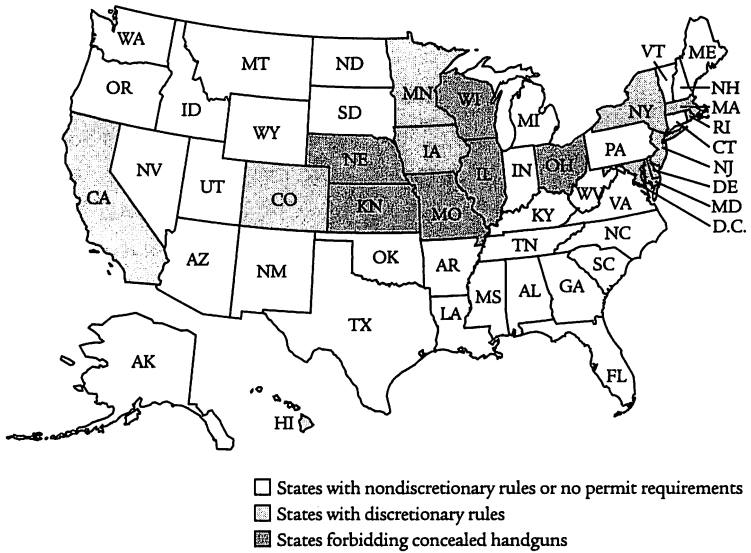 WA
MT
ND
MN
VT
ME
OR
ID
SD
WI
NH
WY
MI
NY
MA
RI
NE
IA
PA
CT
NV
IL
IN
OH
NJ
UT
CO
DE
CA
KN
MO
WV
VA
MD
KY
D.C.
NC
TN
AZ
NM
OK
AR
SC
MS
AL
GA
LA
TX
AK
FL
HI
States with nondiscretionary rules or no permit requirements
States with discretionary rules
States forbidding concealed handguns